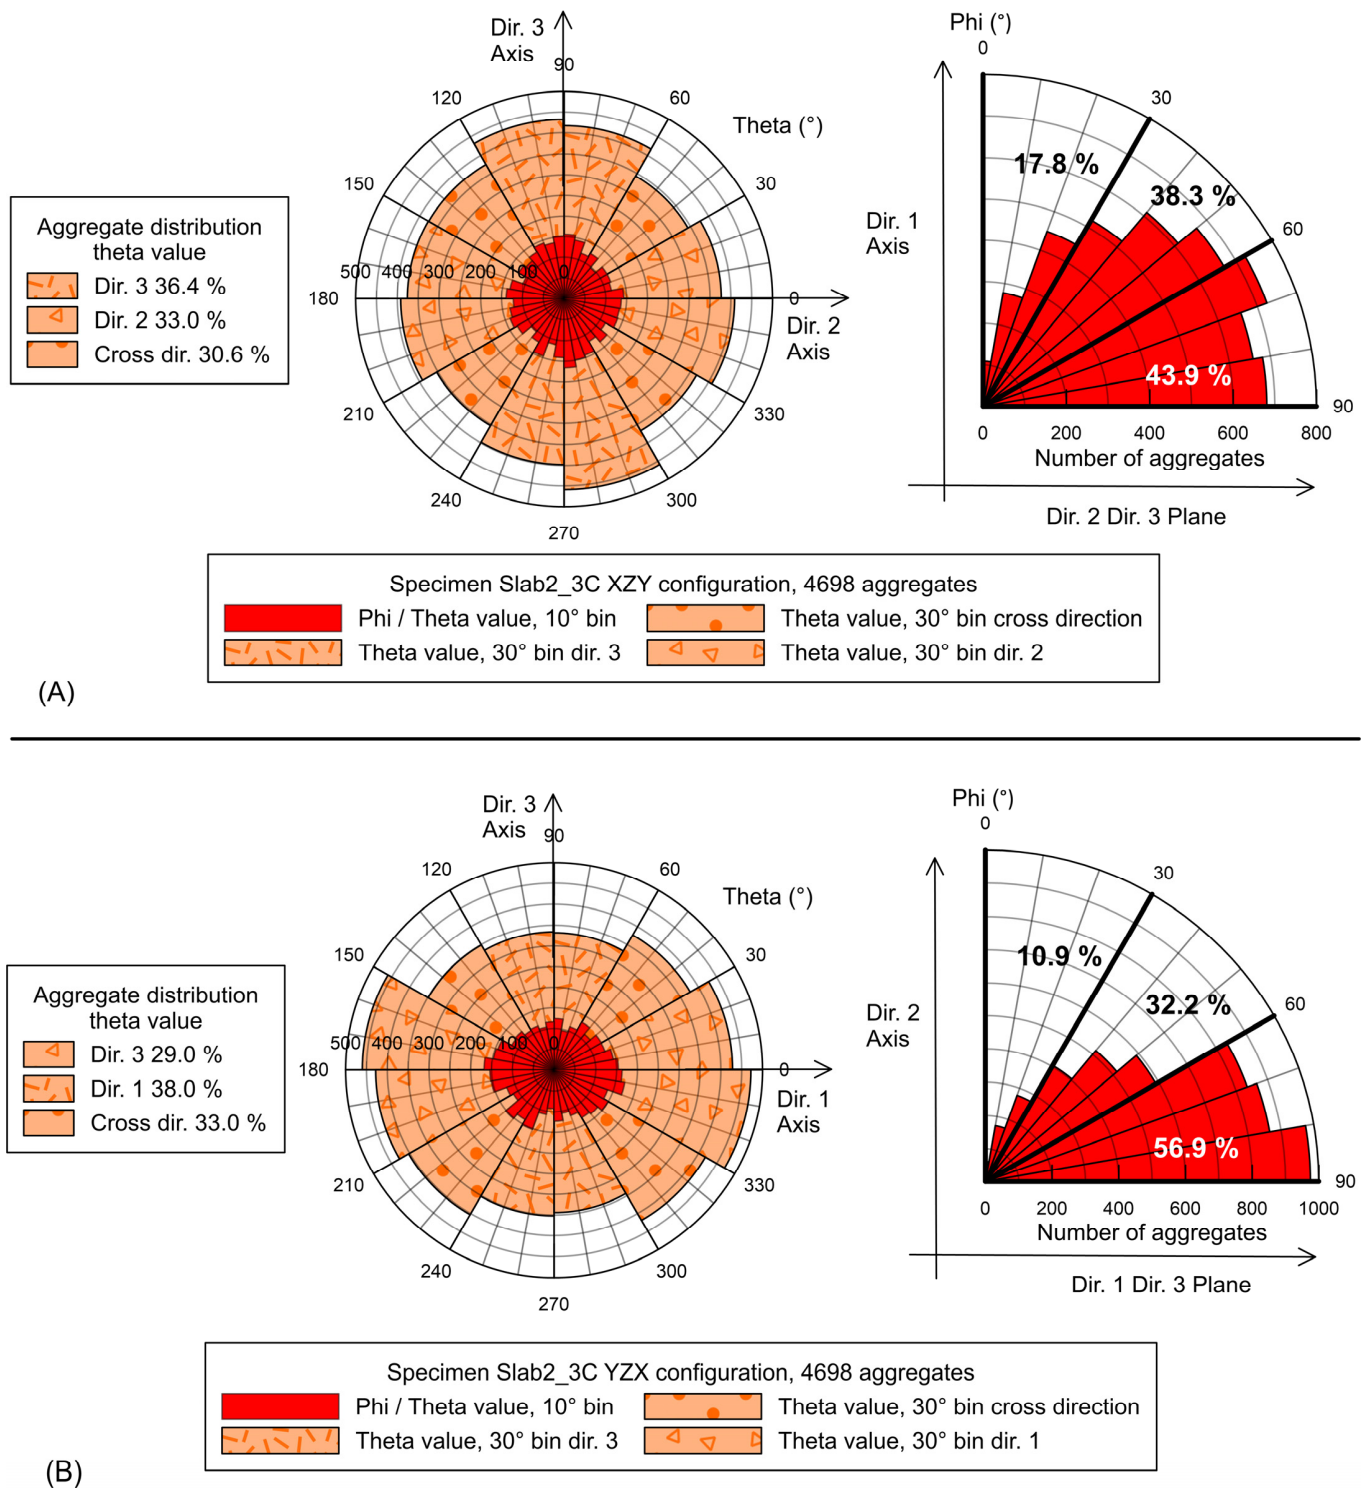 Dir. 3
Axis
90
120
60
Theta (°)
150
30
500 400 300 200 100 0
180
0
Dir. 2
Axis
210
330
240
300
270
Aggregate distribution
theta value
Dir. 3 36.4 %
Dir. 2 33.0 %
Cross dir. 30.6 %
Phi (°)
0
30
17.8 %
38.3 %
Dir. 1
Axis
60
43.9 %
90
0 200 400 600 800
Number of aggregates
Dir. 2 Dir. 3 Plane
Specimen Slab2_3C XZY configuration, 4698 aggregates
Phi / Theta value, 10° bin
Theta value, 30° bin cross direction
Theta value, 30° bin dir. 3
Theta value, 30° bin dir. 2
(A)
Dir. 3
Axis
90
120
60
Theta (°)
150
30
500 400 300 200 100 0
180
0
Dir. 1
Axis
210
330
240
300
270
Aggregate distribution
theta value
Dir. 3 29.0 %
Dir. 1 38.0 %
Cross dir. 33.0 %
Phi (°)
0
30
10.9 %
32.2 %
Dir. 2
Axis
60
56.9 %
90
0 200 400 600 800 1000
Number of aggregates
Dir. 1 Dir. 3 Plane
Specimen Slab2_3C YZX configuration, 4698 aggregates
Phi / Theta value, 10° bin
Theta value, 30° bin cross direction
Theta value, 30° bin dir. 3
Theta value, 30° bin dir. 1
(B)